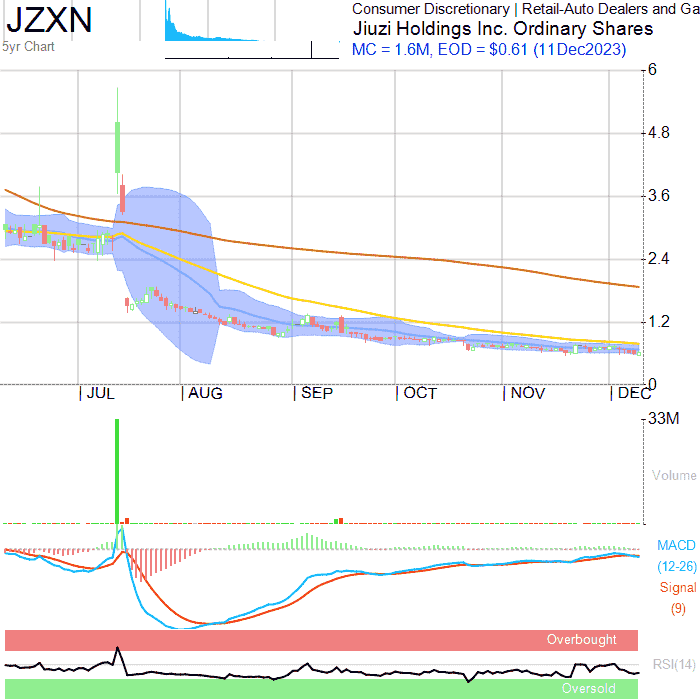 JZXN
5yr Chart
Consumer Discretionary | Retail-Auto Dealers and Ga
Jiuzi Holdings Inc. Ordinary Shares
MC = 1.6M, EOD = $0.61 (11Dec2023)
6
4.8
3.6
2.4
1.2
0
| JUL | AUG | SEP | OCT | NOV | DEC
33M
Volume
MACD
(12-26)
Signal
(9)
Overbought
RSI(14)
Oversold